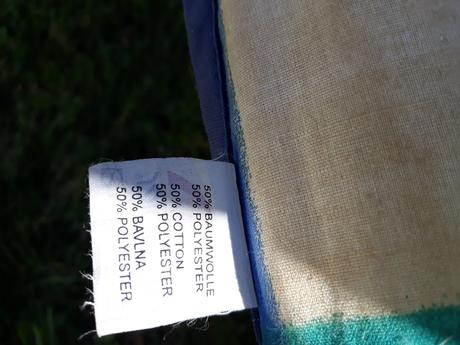 50% BAUMWOLLE
50% POLYESTER
50% COTTON
50% POLYESTER
50% BAVLNA
50% POLYESTER